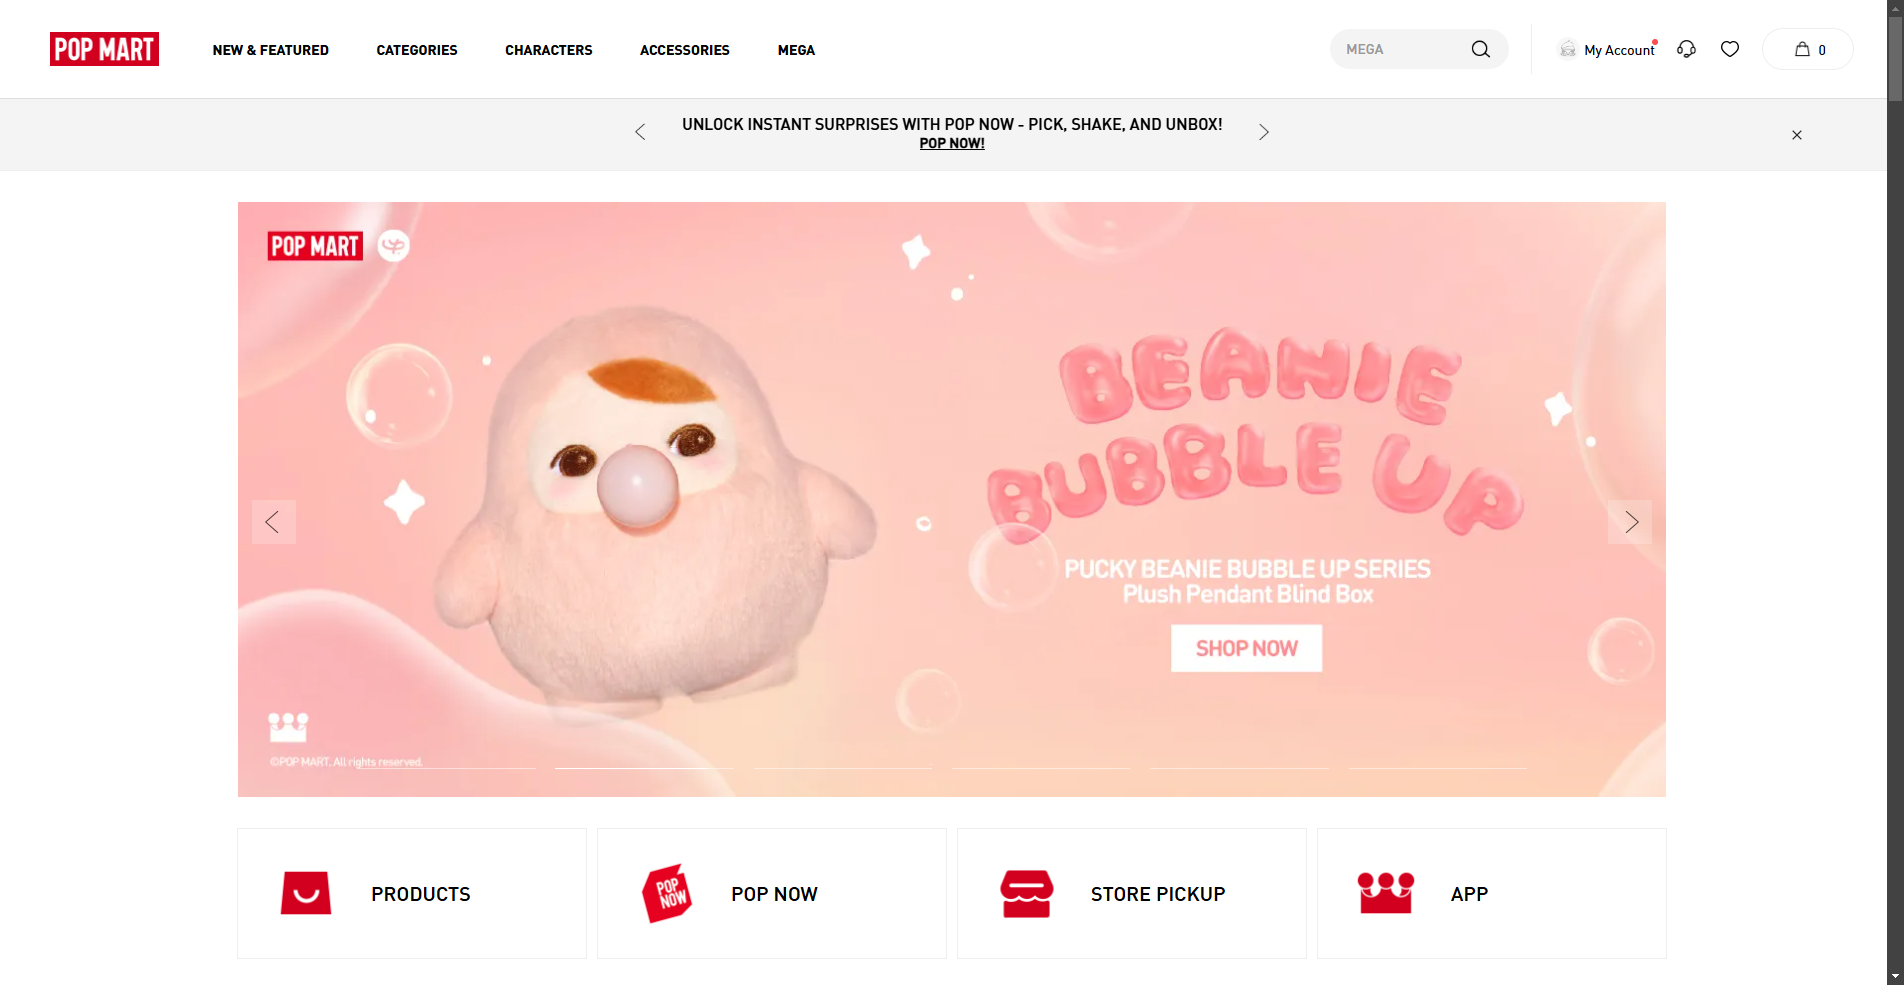 POP MART
NEW & FEATURED
CATEGORIES
CHARACTERS
ACCESSORIES
MEGA
MEGA
My Account
0
UNLOCK INSTANT SURPRISES WITH POP NOW - PICK, SHAKE, AND UNBOX!
POP NOW!
POP MART
BEANIE
BUBBLE UP
PUCKY BEANIE BUBBLE UP SERIES
Plush Pendant Blind Box
SHOP NOW
©POP MART. All rights reserved.
PRODUCTS
POP
NOW
POP NOW
STORE PICKUP
APP